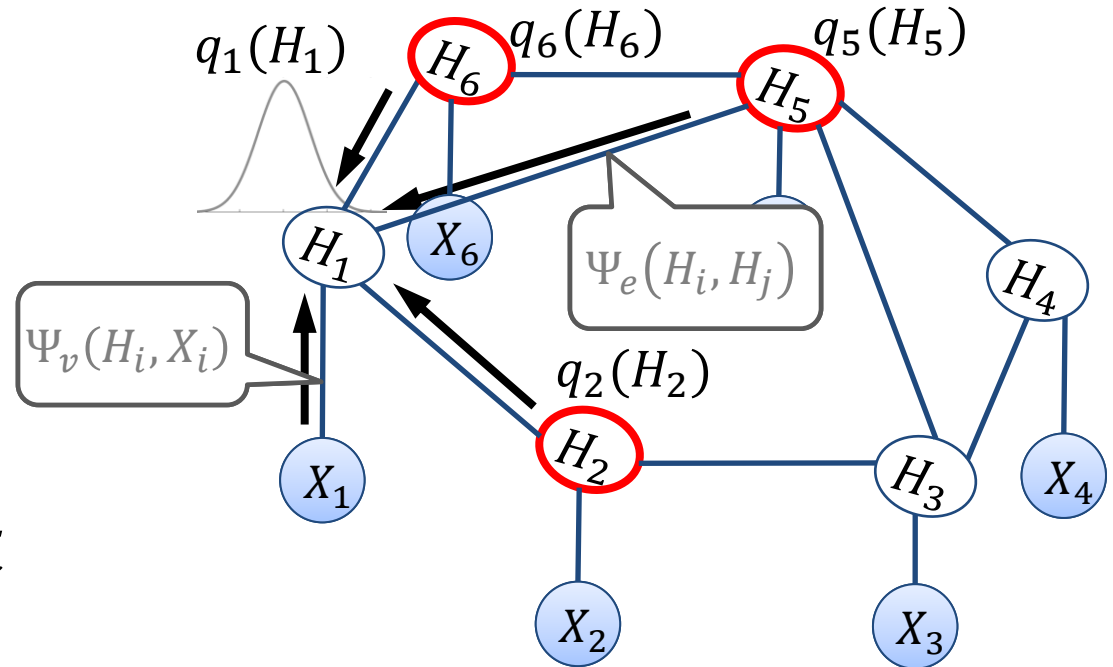 q₁(H₁)
q₆(H₆)
q₅(H₅)
H₆
H₅
X₆
H₁
Ψₑ(Hᵢ, Hⱼ)
H₄
Ψᵥ(Hᵢ, Xᵢ)
q₂(H₂)
H₂
H₃
X₁
X₄
X₂
X₃